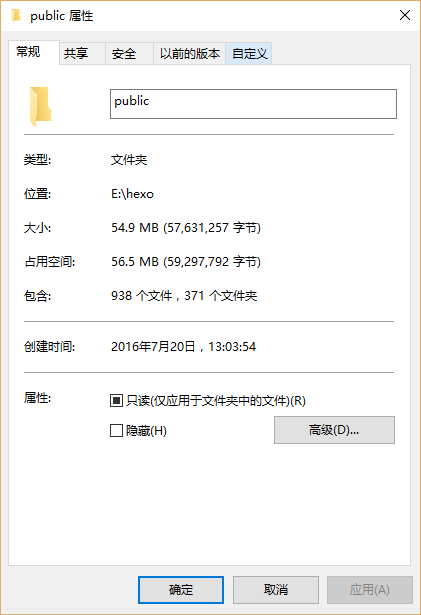 public 属性
常规 共享 安全 以前的版本 自定义
public
类型: 文件夹
位置: E:\hexo
大小: 54.9 MB (57,631,257 字节)
占用空间: 56.5 MB (59,297,792 字节)
包含: 938 个文件，371 个文件夹
创建时间: 2016年7月20日，13:03:54
属性: 只读(仅应用于文件夹中的文件)(R)
隐藏(H) 高级(D)...
确定 取消 应用(A)